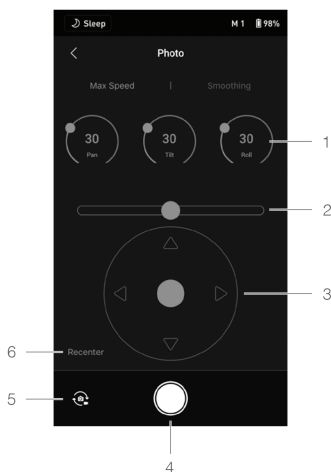 Sleep M 1 98%
Photo
Max Speed | Smoothing
30 30 30
Pan Tilt Roll
1
2
3
6 Recenter
5
4